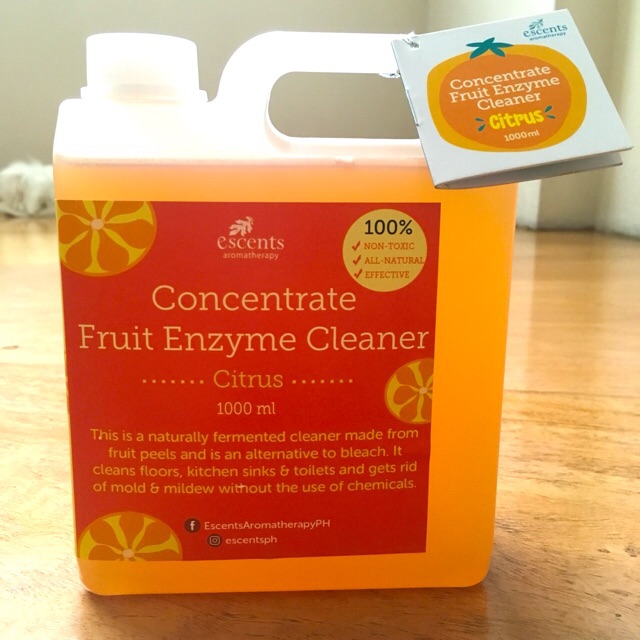 escents
aromatherapy
Concentrate
Fruit Enzyme
Cleaner
Citrus
1000 ml
escents
aromatherapy
100%
NON-TOXIC
ALL-NATURAL
EFFECTIVE
Concentrate
Fruit Enzyme Cleaner
Citrus
1000 ml
This is a naturally fermented cleaner made from
fruit peels and is an alternative to bleach. It
cleans floors, kitchen sinks & toilets and gets rid
of mold & mildew without the use of chemicals.
EscentsAromatherapyPH
escentsph